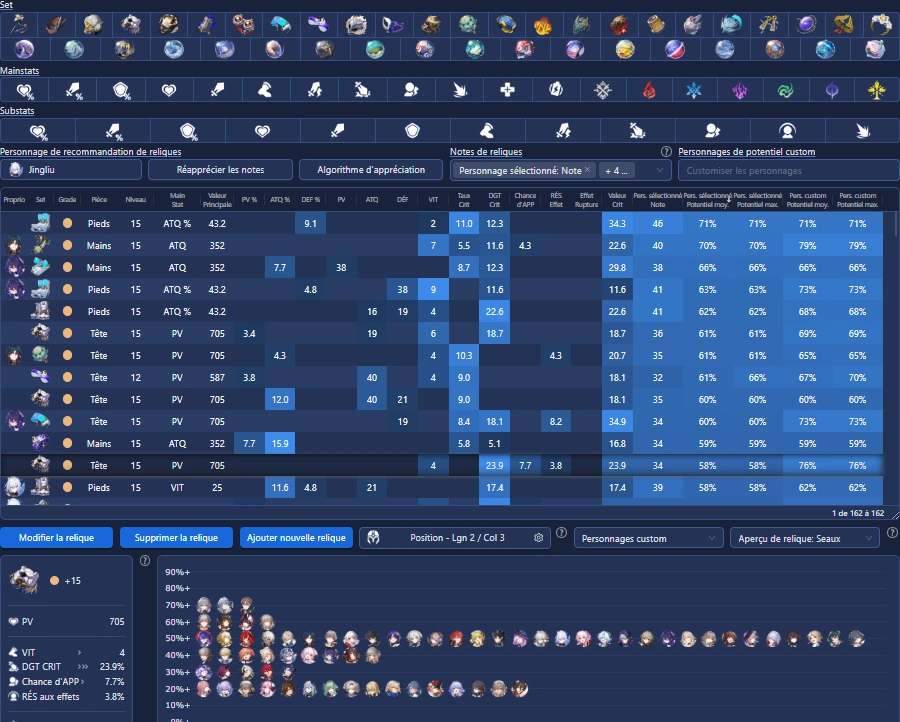 Set
Mainstats
% % %
Substats
% % %
Personnage de recommandation de reliques Notes de reliques ? Personnages de potentiel custom
Jingliu Réapprécier les notes Algorithme d'appréciation Personnage sélectionné: Note × + 4 ... Customiser les personnages
Proprio Set Grade Pièce Niveau Main Stat Valeur Principale PV % ATQ % DEF % PV ATQ DÉF VIT Taux Crit DGT Crit Chance d'APP RÉS Effet Effet Rupture Valeur Crit Pers. sélectionné Note Pers. sélectionné Potentiel moy. Pers. sélectionné Potentiel max. Pers. custom Potentiel moy. Pers. custom Potentiel max.
Pieds 15 ATQ % 43.2 9.1 2 11.0 12.3 34.3 46 71% 71% 71% 71%
Mains 15 ATQ 352 7 5.5 11.6 4.3 22.6 40 70% 70% 79% 79%
Mains 15 ATQ 352 7.7 38 8.7 12.3 29.8 38 66% 66% 66% 66%
Pieds 15 ATQ % 43.2 4.8 38 9 11.6 11.6 41 63% 63% 73% 73%
Pieds 15 ATQ % 43.2 16 19 4 22.6 22.6 41 62% 62% 68% 68%
Tête 15 PV 705 3.4 19 6 18.7 18.7 36 61% 61% 69% 69%
Tête 15 PV 705 4.3 4 10.3 4.3 20.7 35 61% 61% 65% 65%
Tête 12 PV 587 3.8 40 4 9.0 18.1 32 61% 66% 67% 70%
Tête 15 PV 705 12.0 40 21 9.0 18.1 35 60% 60% 60% 60%
Tête 15 PV 705 19 8.4 18.1 8.2 34.9 34 60% 60% 73% 73%
Mains 15 ATQ 352 7.7 15.9 5.8 5.1 16.8 34 59% 59% 59% 59%
Tête 15 PV 705 4 23.9 7.7 3.8 23.9 34 58% 58% 76% 76%
Pieds 15 VIT 25 11.6 4.8 21 17.4 17.4 39 58% 58% 62% 62%
1 de 162 à 162
Modifier la relique Supprimer la relique Ajouter nouvelle relique Position - Lgn 2 / Col 3 ? Personnages custom Aperçu de relique: Seaux ?
+15 ?
PV 705
VIT › 4
DGT CRIT ››› 23.9%
Chance d'APP › 7.7%
RÉS aux effets 3.8%
90%+
80%+
70%+
60%+
50%+
40%+
30%+
20%+
10%+
0%+